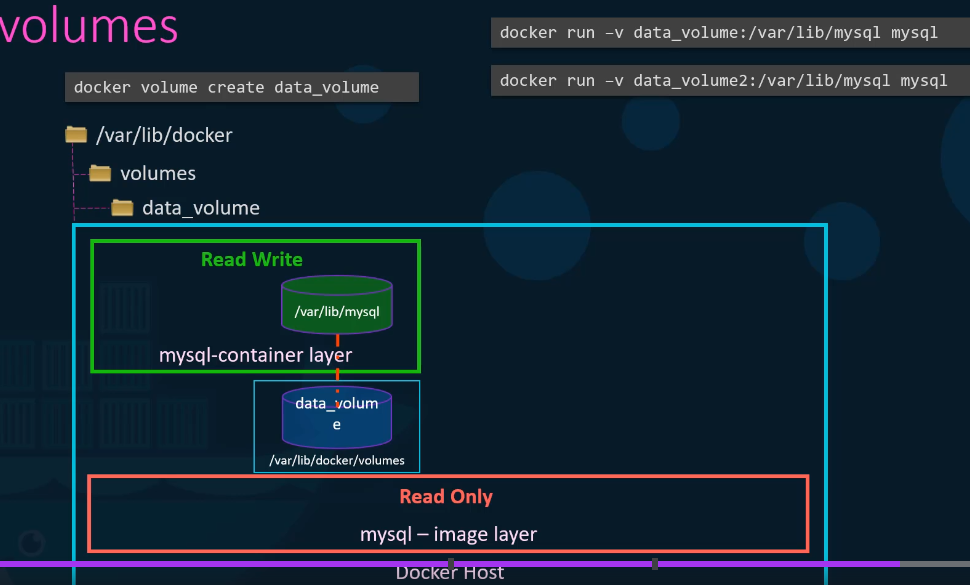 volumes
docker volume create data_volume
docker run –v data_volume:/var/lib/mysql mysql
docker run –v data_volume2:/var/lib/mysql mysql
/var/lib/docker
volumes
data_volume
Read Write
/var/lib/mysql
mysql-container layer
data_volum
e
/var/lib/docker/volumes
Read Only
mysql – image layer
Docker Host